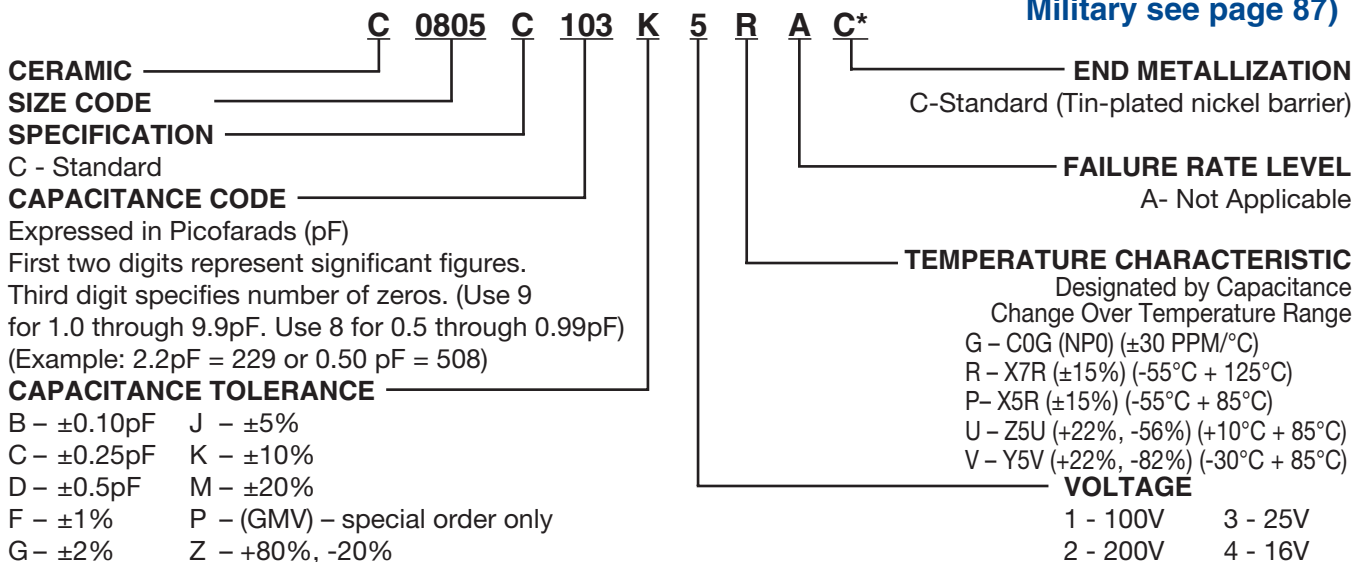 Military see page 87)
C 0805 C 103 K 5 R A C*
CERAMIC
SIZE CODE
SPECIFICATION
C - Standard
CAPACITANCE CODE
Expressed in Picofarads (pF)
First two digits represent significant figures.
Third digit specifies number of zeros. (Use 9
for 1.0 through 9.9pF. Use 8 for 0.5 through 0.99pF)
(Example: 2.2pF = 229 or 0.50 pF = 508)
CAPACITANCE TOLERANCE
B – ±0.10pF J – ±5%
C – ±0.25pF K – ±10%
D – ±0.5pF M – ±20%
F – ±1% P – (GMV) – special order only
G – ±2% Z – +80%, -20%
END METALLIZATION
C-Standard (Tin-plated nickel barrier)
FAILURE RATE LEVEL
A- Not Applicable
TEMPERATURE CHARACTERISTIC
Designated by Capacitance
Change Over Temperature Range
G – C0G (NP0) (±30 PPM/°C)
R – X7R (±15%) (-55°C + 125°C)
P– X5R (±15%) (-55°C + 85°C)
U – Z5U (+22%, -56%) (+10°C + 85°C)
V – Y5V (+22%, -82%) (-30°C + 85°C)
VOLTAGE
1 - 100V 3 - 25V
2 - 200V 4 - 16V